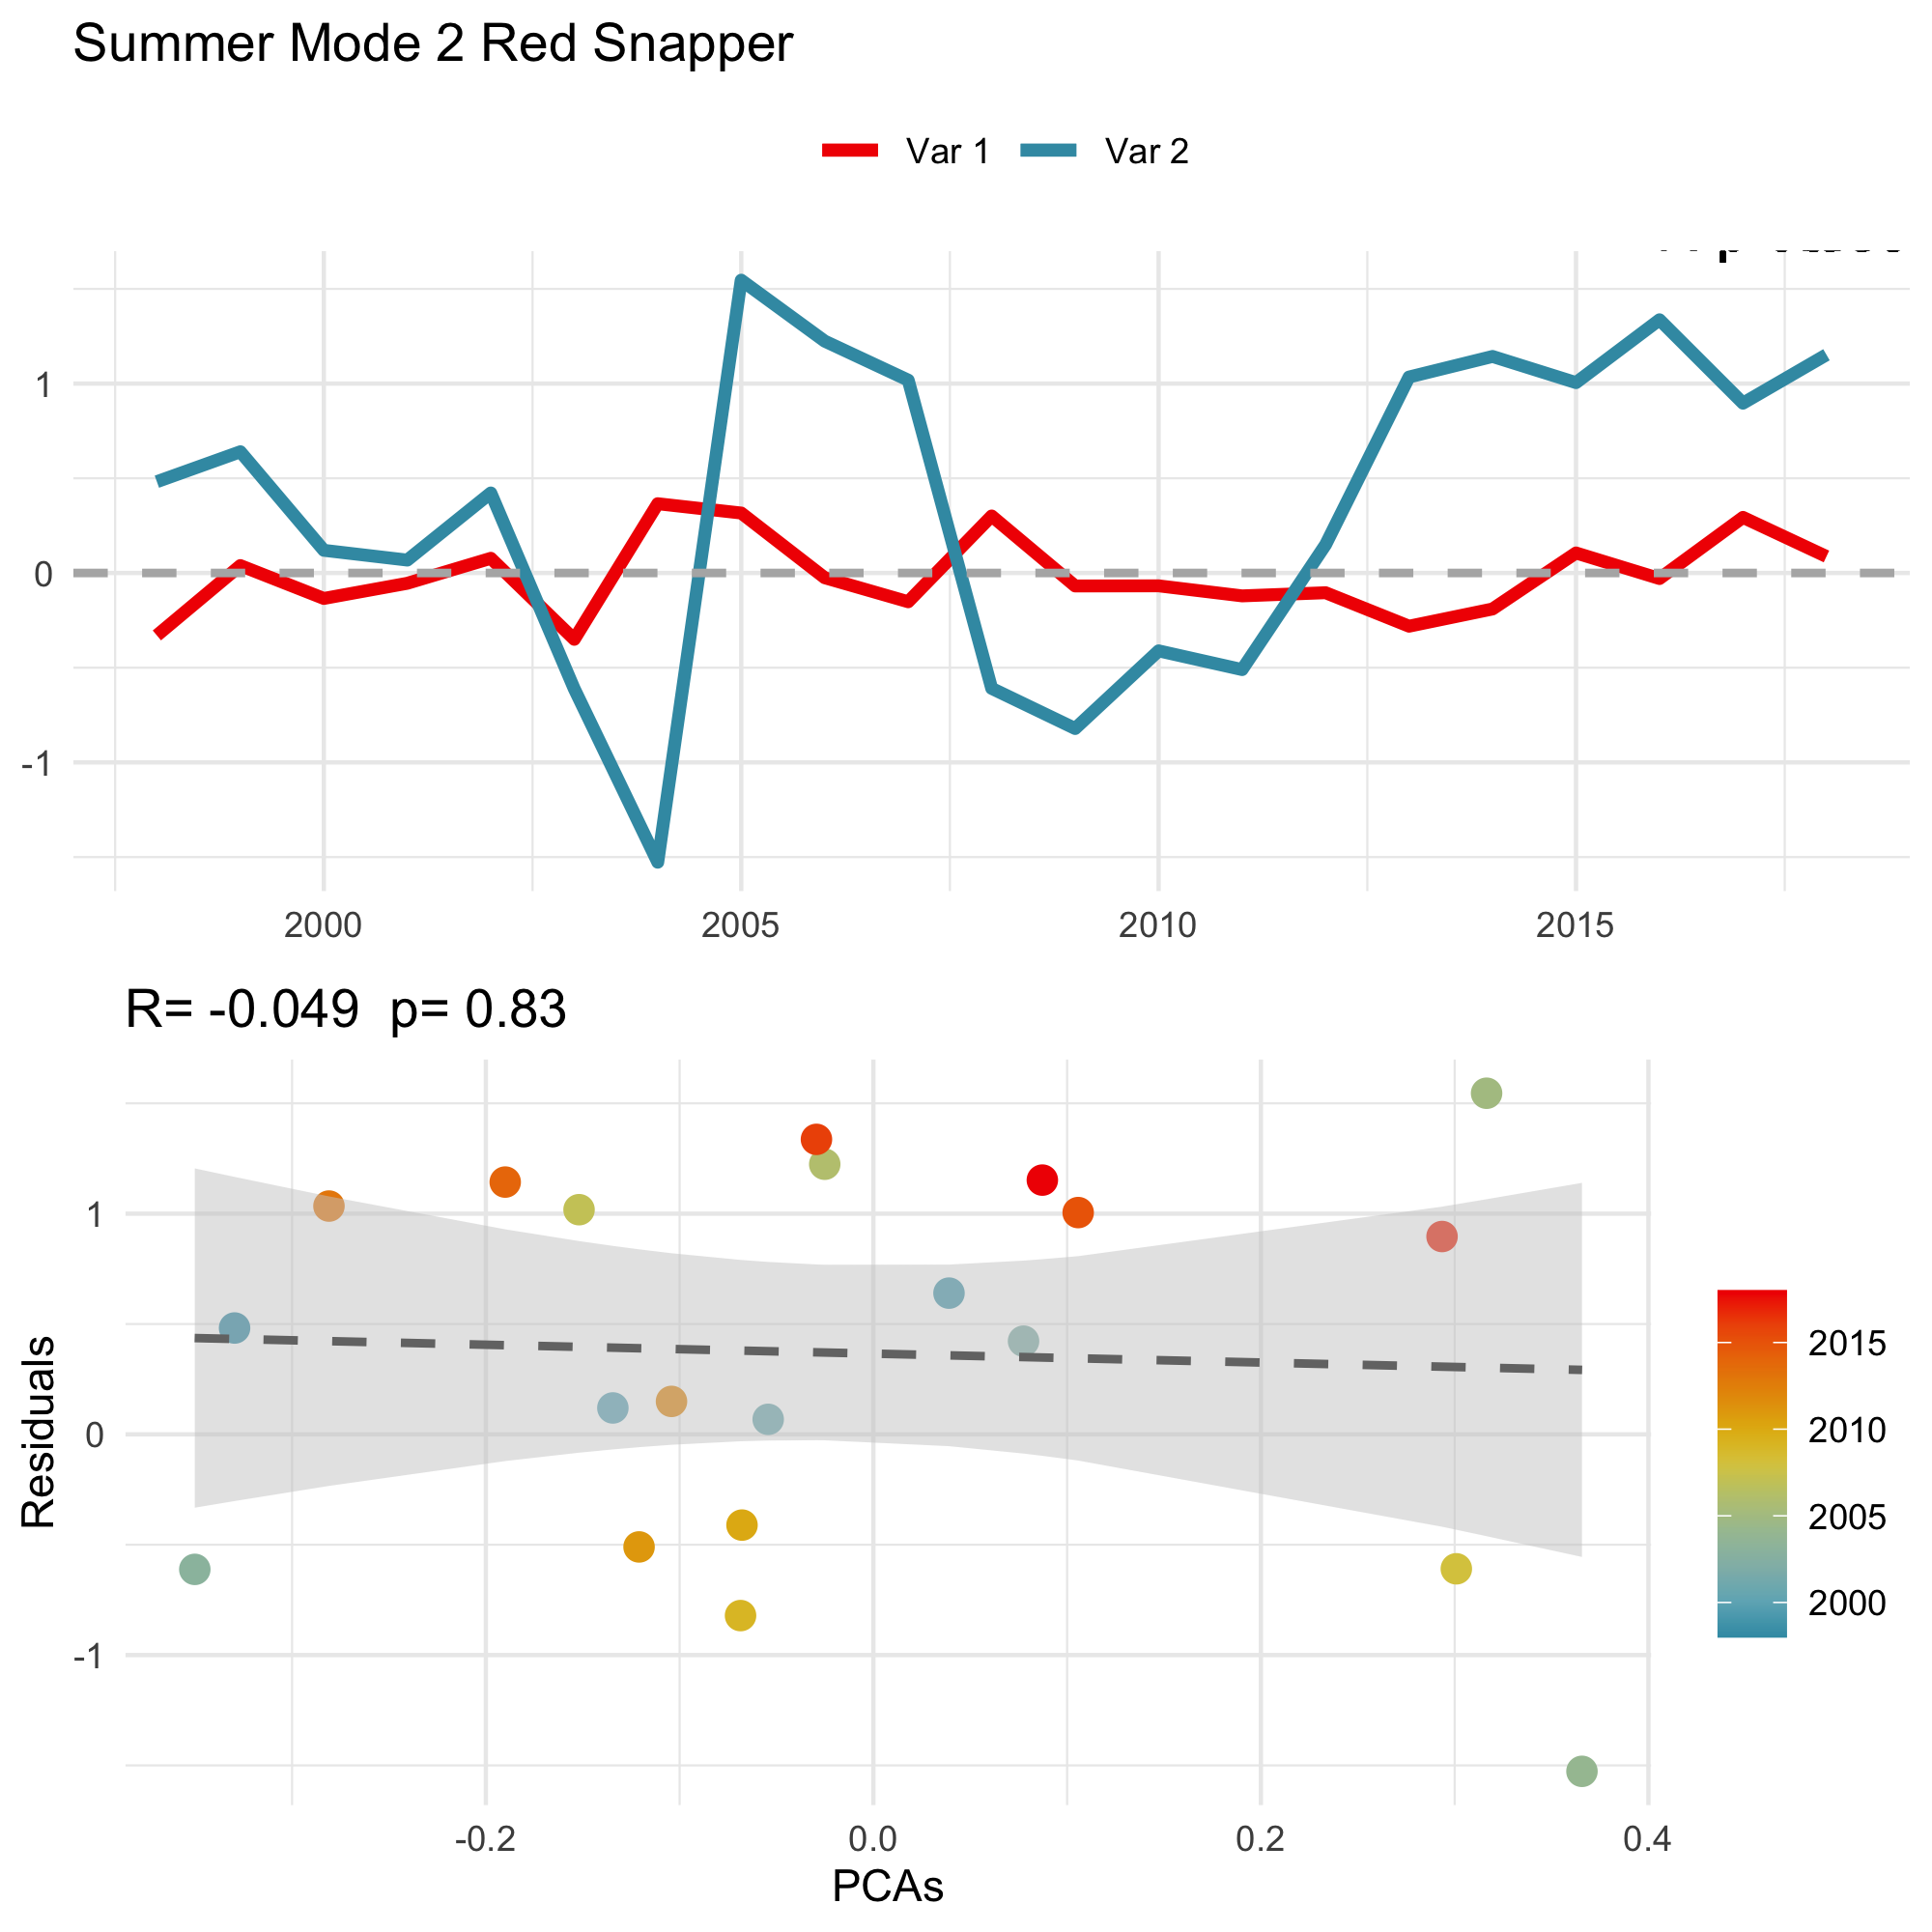 Summer Mode 2 Red Snapper
Var 1 Var 2
1
0
-1
2000 2005 2010 2015
R= -0.049 p= 0.83
Residuals
1
0
-1
-0.2 0.0 0.2 0.4
PCAs
2015
2010
2005
2000